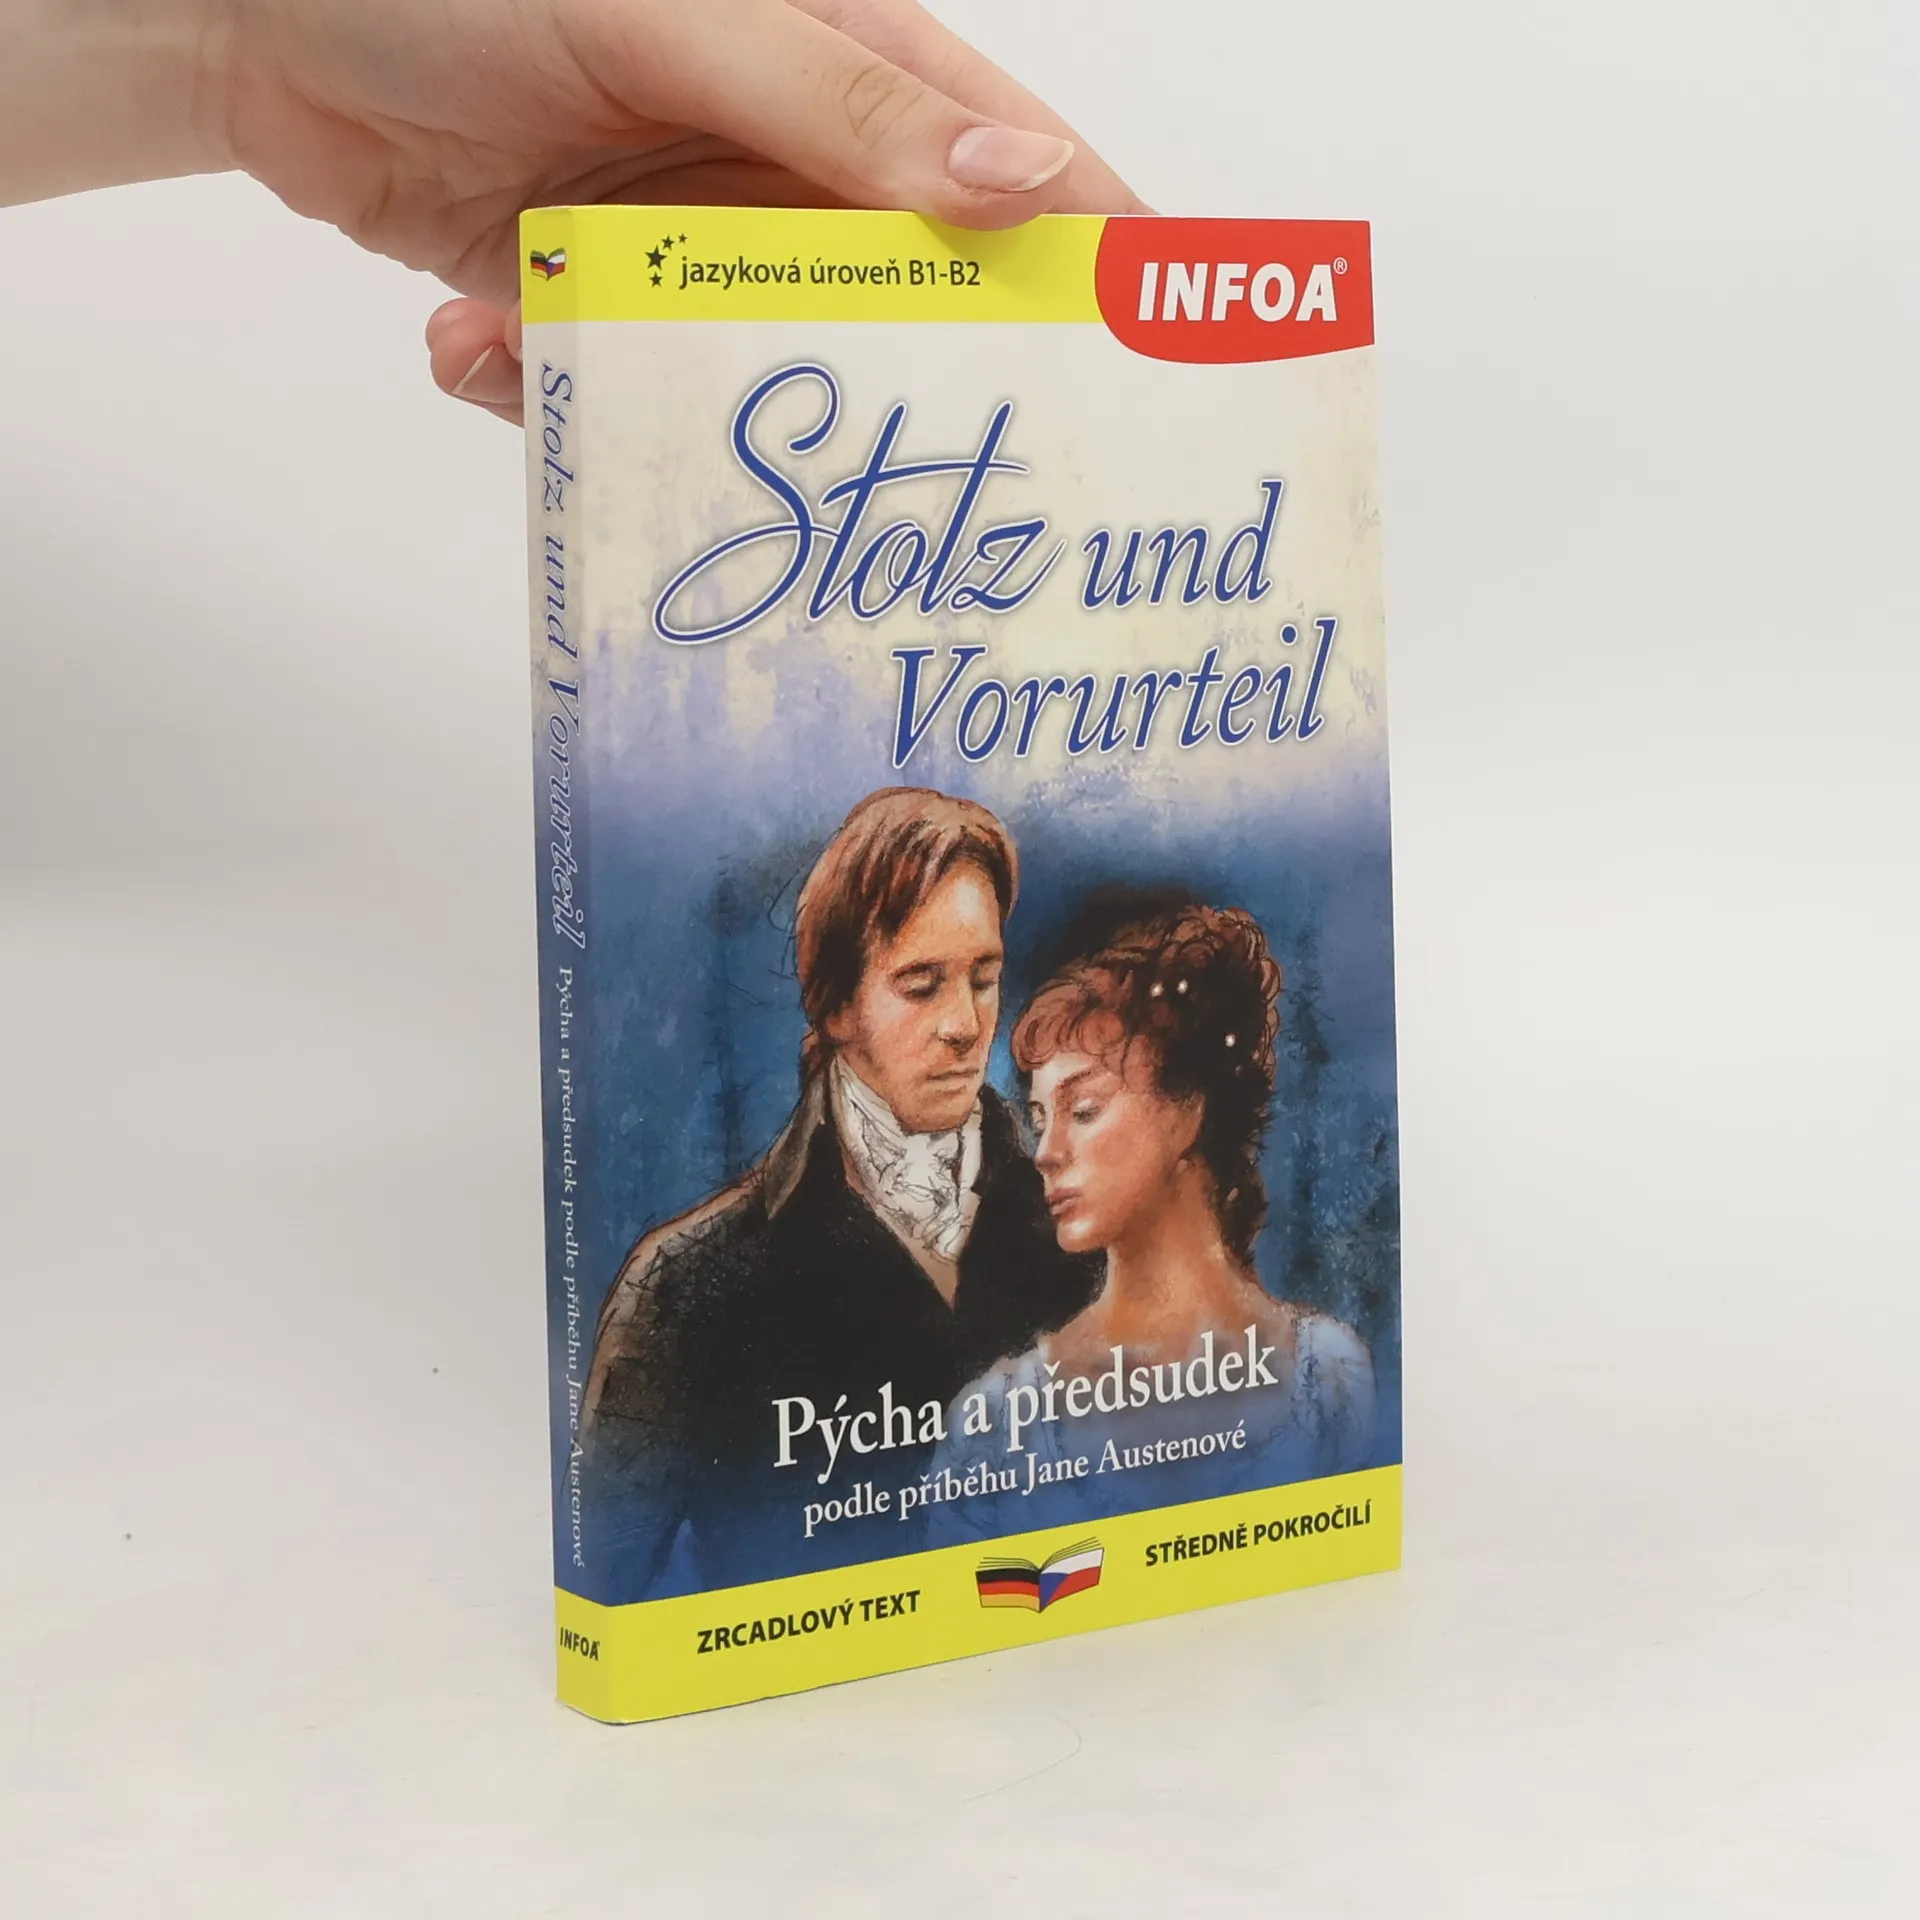 jazyková úroveň B1-B2
INFOA®
Stolz und
Vorurteil
Pýcha a předsudek
podle příběhu Jane Austenové
ZRCADLOVÝ TEXT
STŘEDNĚ POKROČILÍ
Stolz und Vorurteil Pýcha a předsudek podle příběhu Jane Austenové
INFOA®